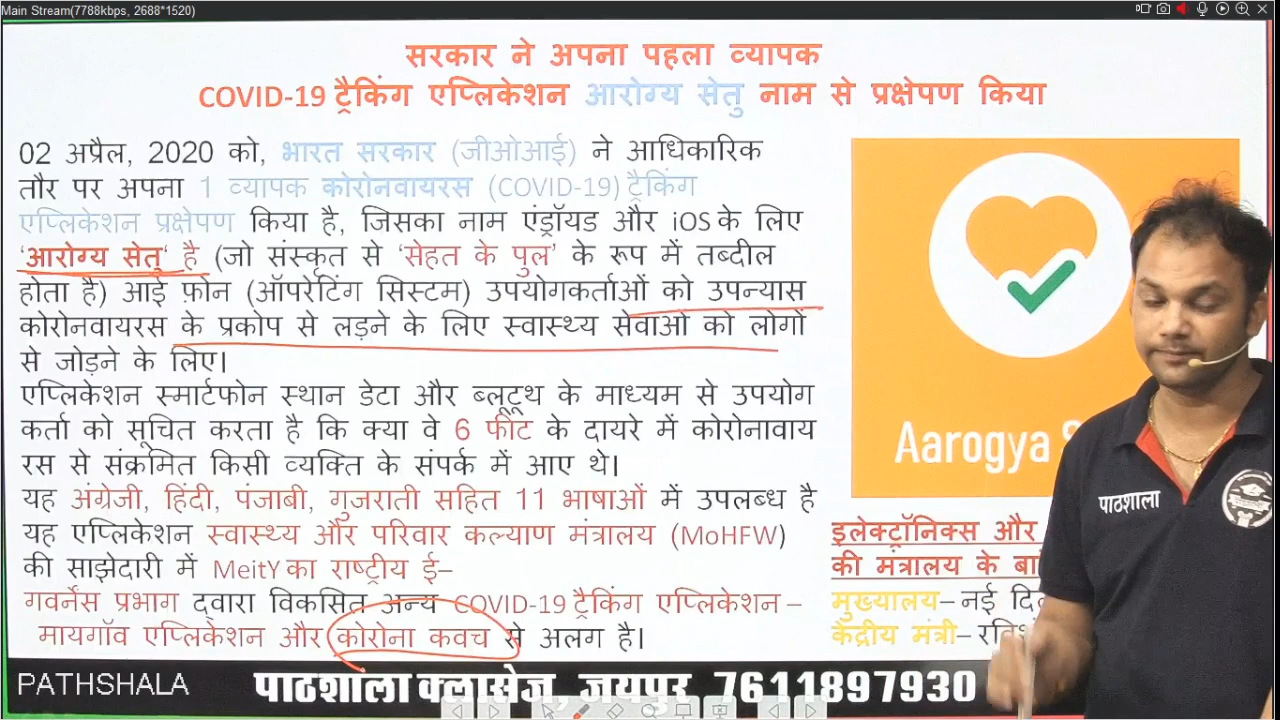 Main Stream(7788kbps, 2688*1520)
सरकार ने अपना पहला व्यापक
COVID-19 ट्रैकिंग एप्लिकेशन आरोग्य सेतु नाम से प्रक्षेपण किया
02 अप्रैल, 2020 को, भारत सरकार (जीओआई) ने आधिकारिक
तौर पर अपना 1 व्यापक कोरोनवायरस (COVID-19) ट्रैकिंग
एप्लिकेशन प्रक्षेपण किया है, जिसका नाम एंड्रॉयड और iOS के लिए
‘आरोग्य सेतु‘ है (जो संस्कृत से ‘सेहत के पुल’ के रूप में तब्दील
होता है) आई फ़ोन (ऑपरेटिंग सिस्टम) उपयोगकर्ताओं को उपन्यास
कोरोनवायरस के प्रकोप से लड़ने के लिए स्वास्थ्य सेवाओं को लोगों
से जोड़ने के लिए।
एप्लिकेशन स्मार्टफोन स्थान डेटा और ब्लूटूथ के माध्यम से उपयोग
कर्ता को सूचित करता है कि क्या वे 6 फीट के दायरे में कोरोनावाय
रस से संक्रमित किसी व्यक्ति के संपर्क में आए थे।
यह अंग्रेजी, हिंदी, पंजाबी, गुजराती सहित 11 भाषाओं में उपलब्ध है
यह एप्लिकेशन स्वास्थ्य और परिवार कल्याण मंत्रालय (MoHFW)
की साझेदारी में MeitY का राष्ट्रीय ई–
गवर्नेंस प्रभाग द्वारा विकसित अन्य COVID-19 ट्रैकिंग एप्लिकेशन –
मायगॉव एप्लिकेशन और कोरोना कवच से अलग है।
Aarogya
इलेक्ट्रॉनिक्स और
की मंत्रालय के
मुख्यालय– नई
केंद्रीय मंत्री–
पाठशाला
PATHSHALA
पाठशाला क्लासेज, जयपुर 7611897930